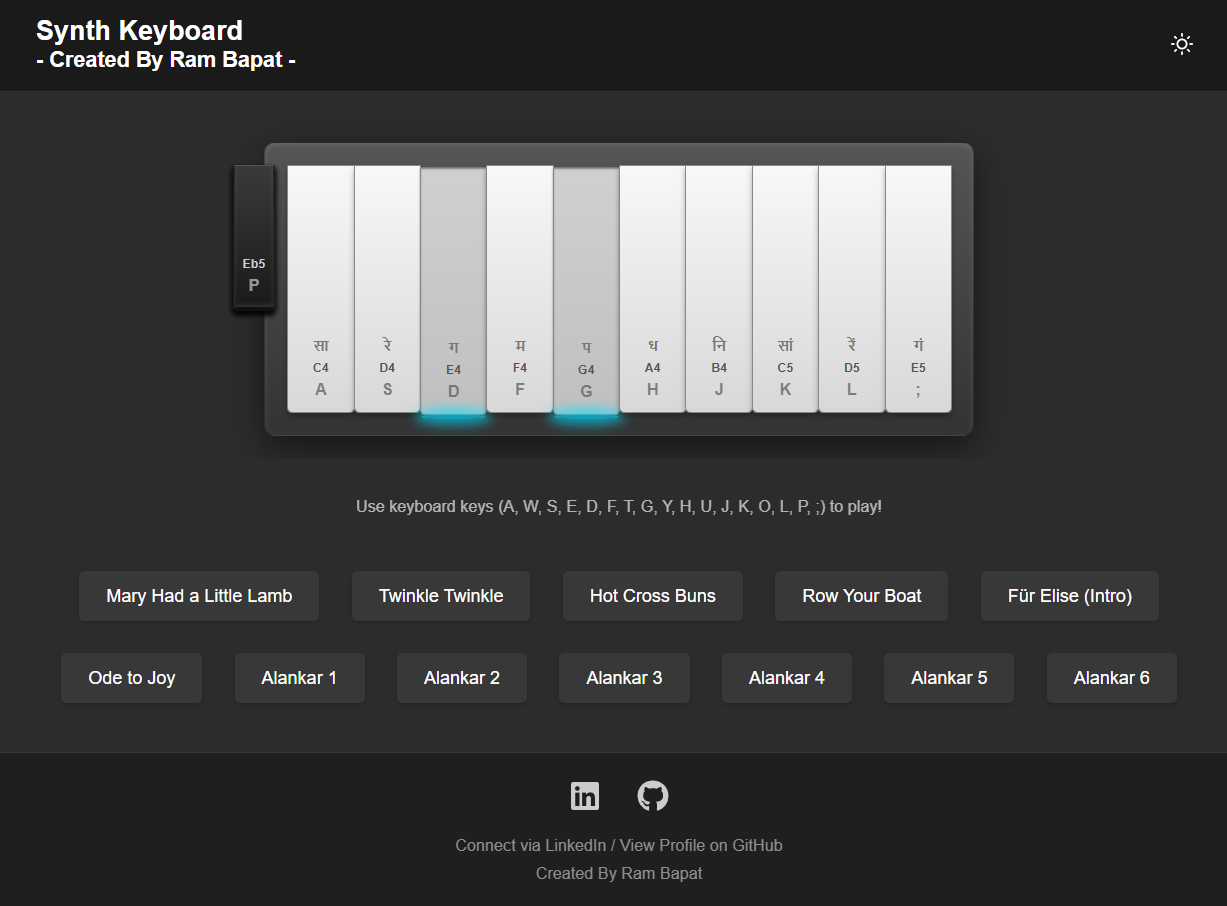 Synth Keyboard
- Created By Ram Bapat -
Eb5
P
सा रे ग म प ध नि सां रें गं
C4 D4 E4 F4 G4 A4 B4 C5 D5 E5
A S D F G H J K L ;
Use keyboard keys (A, W, S, E, D, F, T, G, Y, H, U, J, K, O, L, P, ;) to play!
Mary Had a Little Lamb Twinkle Twinkle Hot Cross Buns Row Your Boat Für Elise (Intro)
Ode to Joy Alankar 1 Alankar 2 Alankar 3 Alankar 4 Alankar 5 Alankar 6
in
Connect via LinkedIn / View Profile on GitHub
Created By Ram Bapat